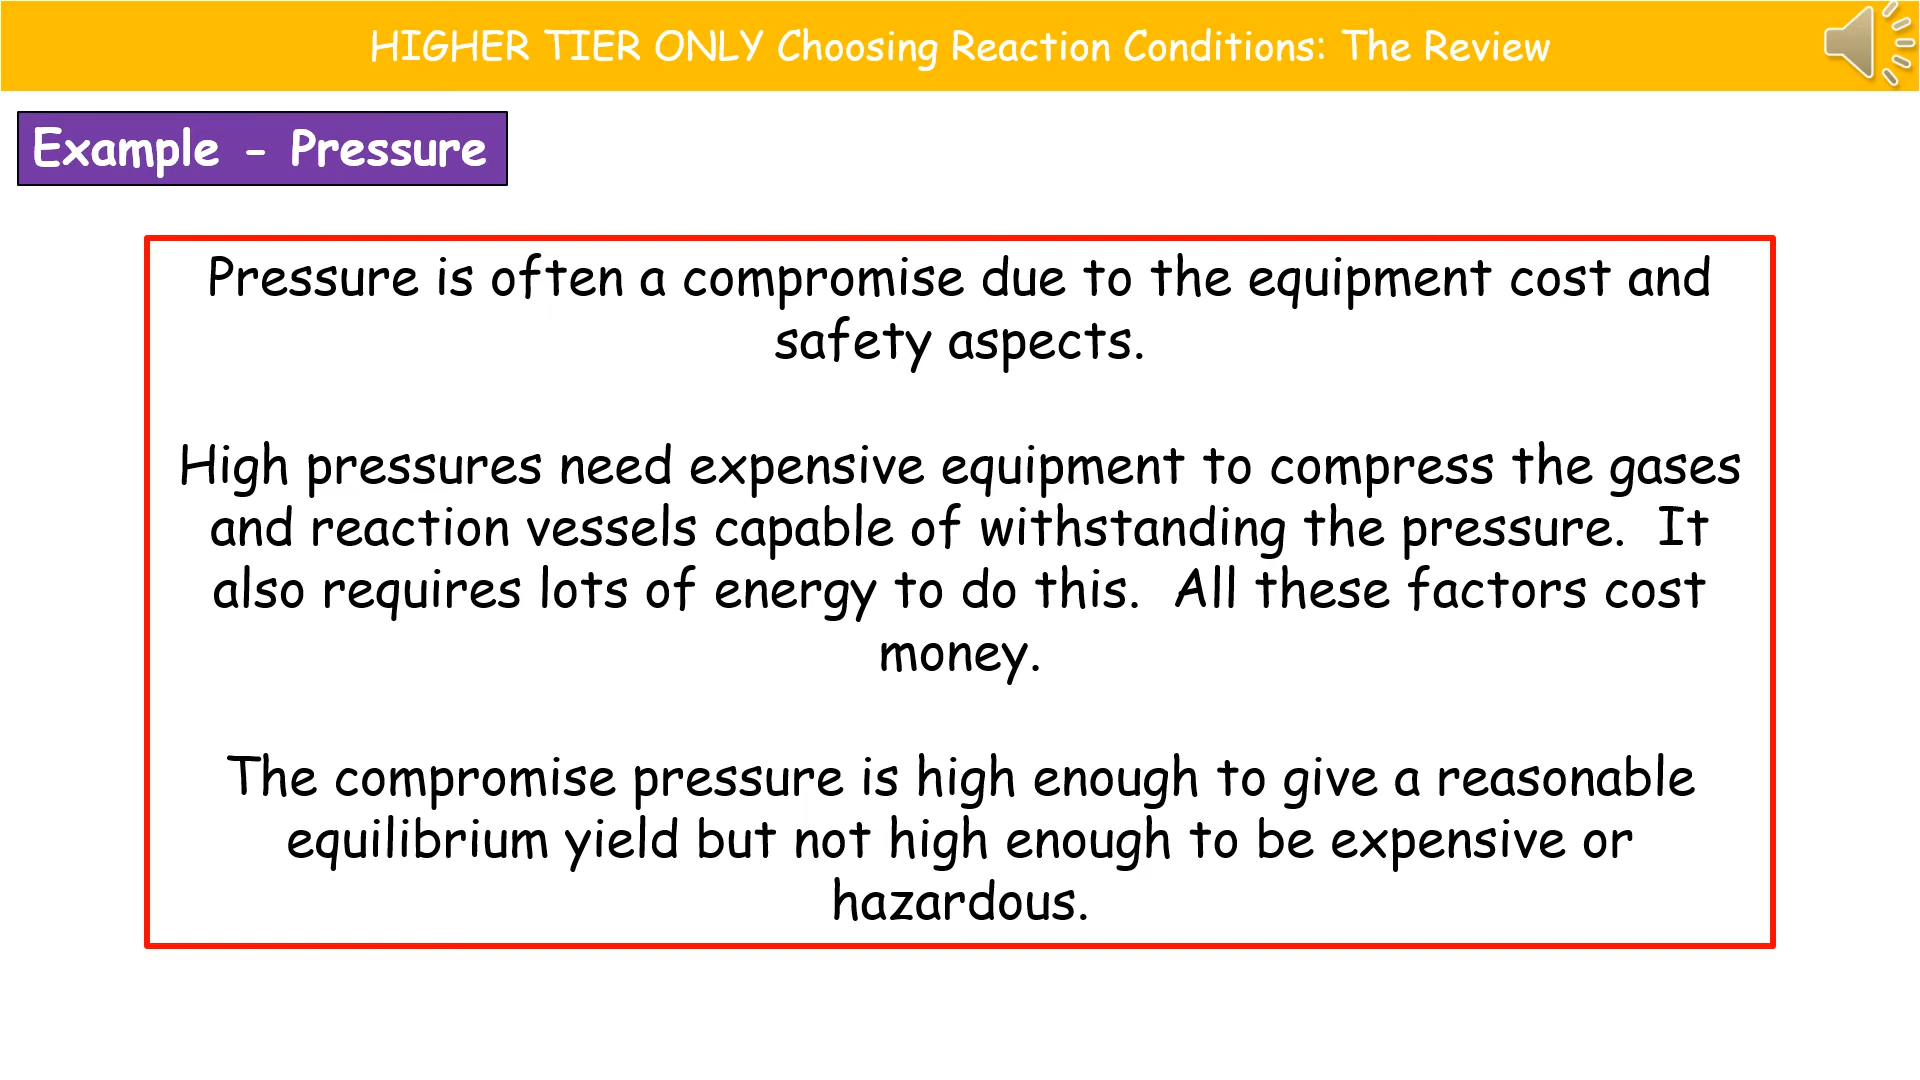 HIGHER TIER ONLY Choosing Reaction Conditions: The Review
Example - Pressure
Pressure is often a compromise due to the equipment cost and
safety aspects.
High pressures need expensive equipment to compress the gases
and reaction vessels capable of withstanding the pressure.  It
also requires lots of energy to do this.  All these factors cost
money.
The compromise pressure is high enough to give a reasonable
equilibrium yield but not high enough to be expensive or
hazardous.